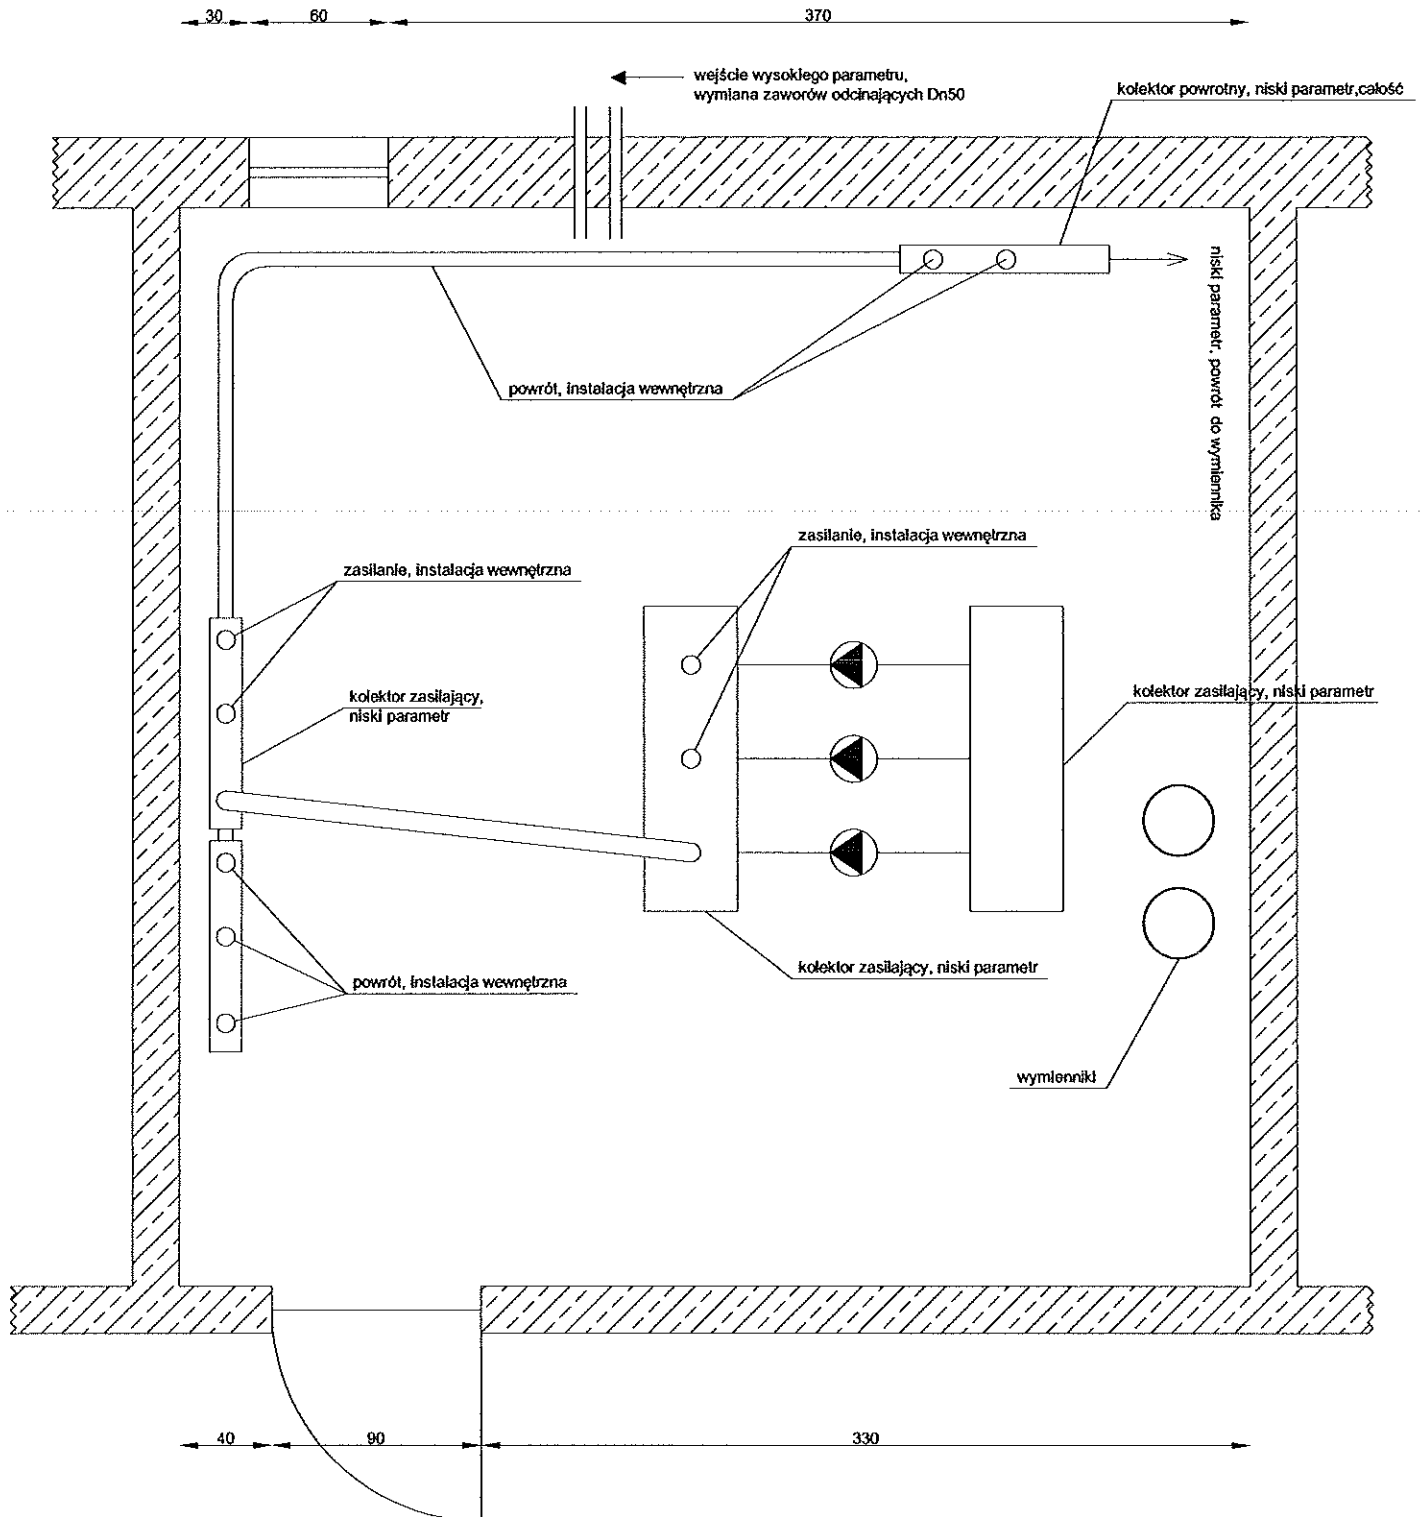 30
60
370
wejście wysokiego parametru,
wymiana zaworów odcinających Dn50
kolektor powrotny, niski parametr,całość
niski parametr, powrót do wymiennika
powrót, instalacja wewnętrzna
zasilanie, instalacja wewnętrzna
zasilanie, instalacja wewnętrzna
kolektor zasilający,
niski parametr
kolektor zasilający, niski parametr
kolektor zasilający, niski parametr
powrót, instalacja wewnętrzna
wymienniki
40
90
330